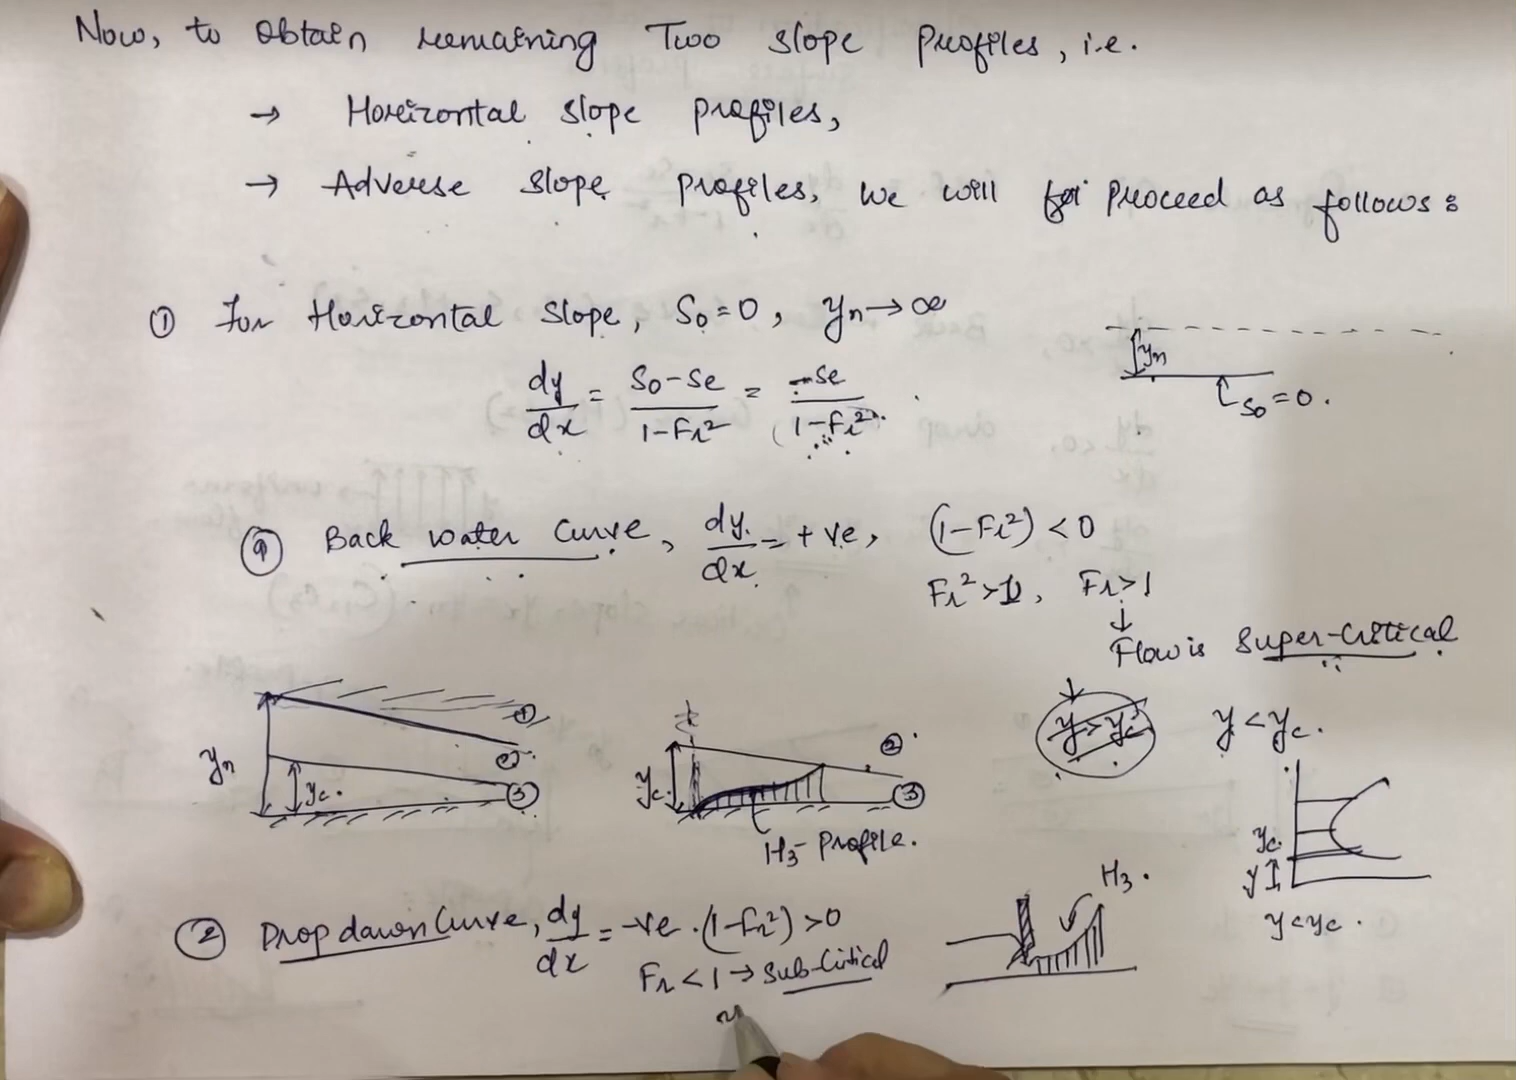 Now, to obtain remaining Two slope profiles, i.e.
→ Horizontal slope profiles,
→ Adverse slope profiles, we will proceed as follows:
① For Horizontal slope, So=0, yn→∞
dy/dx = So-Se/1-Fr² = -Se/(1-Fr²)
yn
So=0.
ⓐ Back water curve, dy/dx = +ve, (1-Fr²)<0
Fr²>1, Fr>1
↓
Flow is Super-critical
↓
y>yc y<yc.
yn yc. ① ② ③
yc. ② ③
H3-Profile.
yc
y
y<yc.
H3.
② Drop down Curve, dy/dx = -ve. (1-Fr²)>0
Fr<1→Sub-Critical